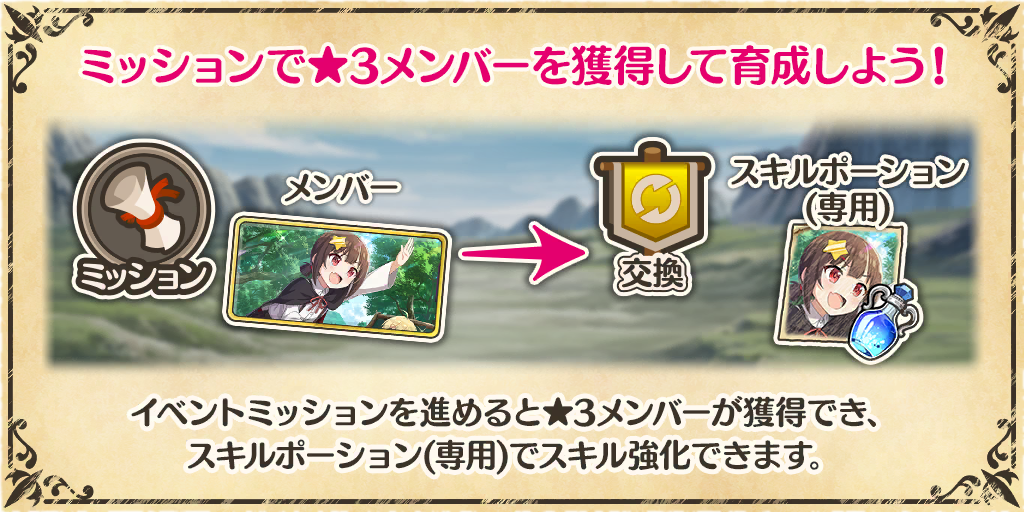 ミッションで★3メンバーを獲得して育成しよう！
メンバー
ミッション
交換
スキルポーション
(専用)
イベントミッションを進めると★3メンバーが獲得でき、
スキルポーション(専用)でスキル強化できます。